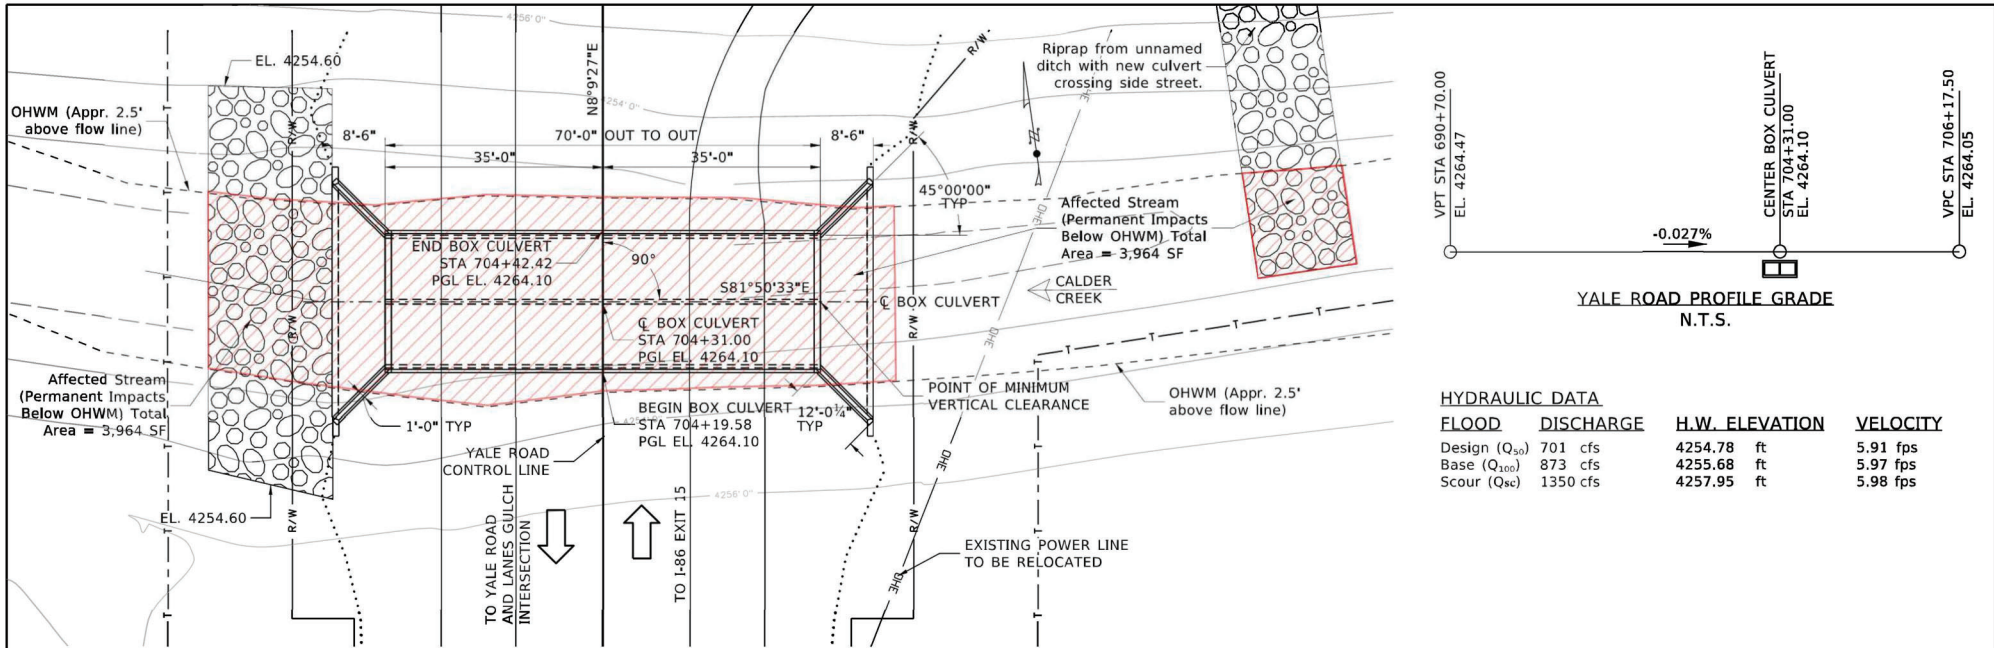 4256'0"
EL. 4254.60
OHWM (Appr. 2.5'
above flow line)
R/W
N8°9'27"E
4254'0"
8'-6"
70'-0" OUT TO OUT
8'-6"
35'-0"
35'-0"
R/W
R/W
Riprap from unnamed
ditch with new culvert
crossing side street.
OHE
45°00'00"
TYP
OHE
Affected Stream
(Permanent Impacts
Below OHWM) Total
Area = 3,964 SF
END BOX CULVERT
STA 704+42.42
PGL EL. 4264.10
90°
S81°50'33"E
℄ BOX CULVERT
CALDER
CREEK
℄ BOX CULVERT
STA 704+31.00
PGL EL. 4264.10
R/W
R/W
OHE
T
T
T
T
T
T
T
Affected Stream
(Permanent Impacts
Below OHWM) Total
Area = 3,964 SF
1'-0" TYP
BEGIN BOX CULVERT
STA 704+19.58
PGL EL. 4264.10
12'-0¼"
TYP
POINT OF MINIMUM
VERTICAL CLEARANCE
OHWM (Appr. 2.5'
above flow line)
YALE ROAD
CONTROL LINE
OHE
4256'0"
EL. 4254.60
R/W
R/W
TO YALE ROAD
AND LANES GULCH
INTERSECTION
TO I-86 EXIT 15
EXISTING POWER LINE
TO BE RELOCATED
OHE
T
T
T
T
VPT STA 690+70.00
EL. 4264.47
CENTER BOX CULVERT
STA 704+31.00
EL. 4264.10
VPC STA 706+17.50
EL. 4264.05
-0.027%
YALE ROAD PROFILE GRADE
N.T.S.
HYDRAULIC DATA
FLOOD DISCHARGE H.W. ELEVATION VELOCITY
Design (Q₅₀) 701 cfs 4254.78 ft 5.91 fps
Base (Q₁₀₀) 873 cfs 4255.68 ft 5.97 fps
Scour (Qsc) 1350 cfs 4257.95 ft 5.98 fps